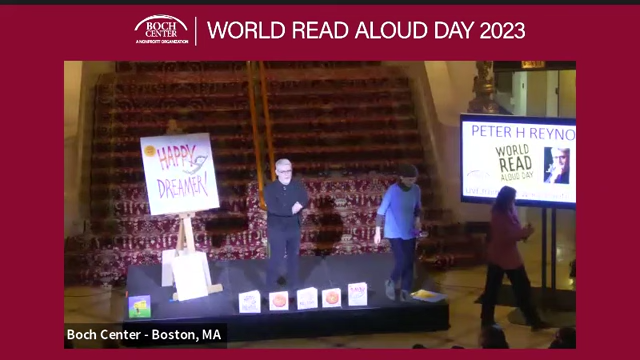 BOCH
CENTER
A NONPROFIT ORGANIZATION
WORLD READ ALOUD DAY 2023
HAPPY
DREAMER!
PETER H REYNO
WORLD
READ
ALOUD DAY
Boch Center - Boston, MA